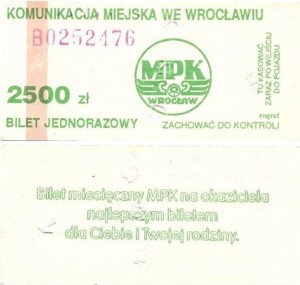 KOMUNIKACJA MIEJSKA WE WROCŁAWIU
B0252476
MPK
WROCŁAW
2500 zł
BILET JEDNORAZOWY
ZACHOWAĆ DO KONTROLI
TU KASOWAĆ
ZARAZ PO WEJŚCIU
DO POJAZDU
engraf
Bilet miesięczny MPK na okaziciela
najlepszym biletem
dla Ciebie i Twojej rodziny.